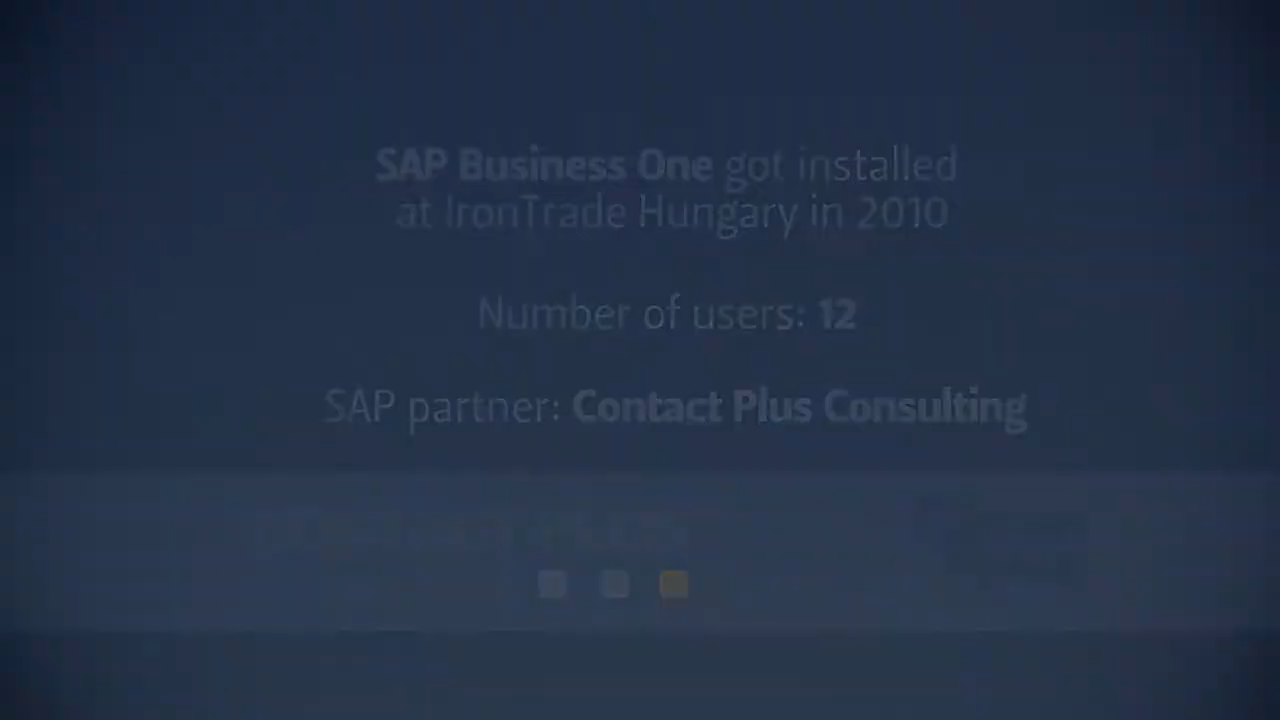 SAP Business One got installed
at IronTrade Hungary in 2010
Number of users: 12
SAP partner: Contact Plus Consulting